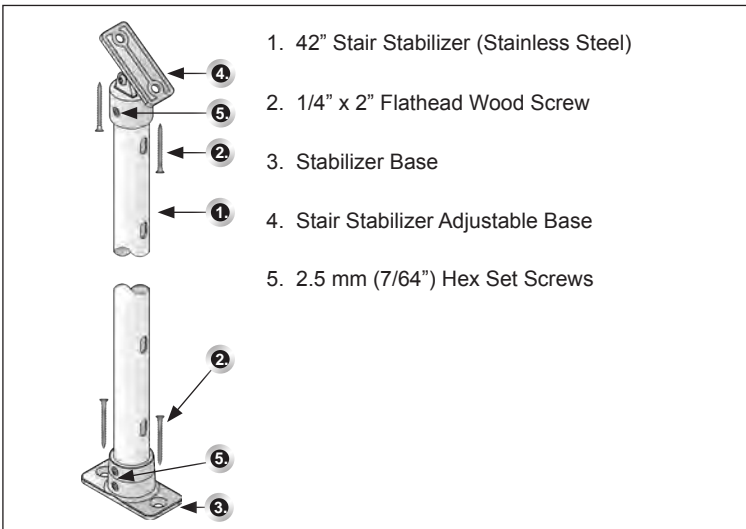 1. 42” Stair Stabilizer (Stainless Steel)
2. 1/4” x 2” Flathead Wood Screw
3. Stabilizer Base
4. Stair Stabilizer Adjustable Base
5. 2.5 mm (7/64”) Hex Set Screws
4.
5.
2.
1.
2.
5.
3.